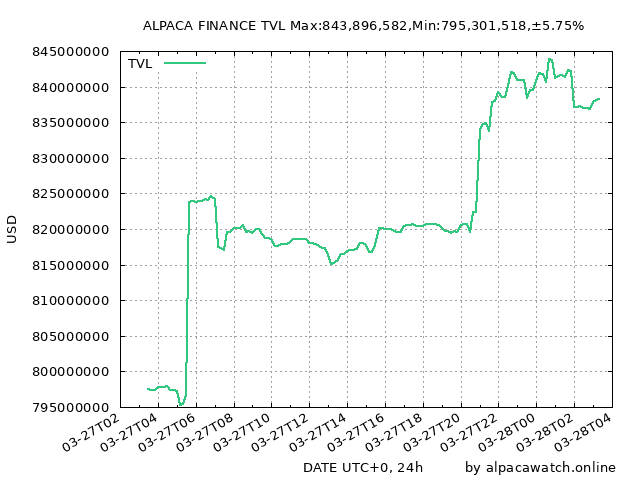 ALPACA FINANCE TVL Max:843,896,582,Min:795,301,518,±5.75%
TVL
845000000
840000000
835000000
830000000
825000000
820000000
815000000
810000000
805000000
800000000
795000000
USD
03-27T02
03-27T04
03-27T06
03-27T08
03-27T10
03-27T12
03-27T14
03-27T16
03-27T18
03-27T20
03-27T22
03-28T00
03-28T02
03-28T04
DATE UTC+0, 24h
by alpacawatch.online